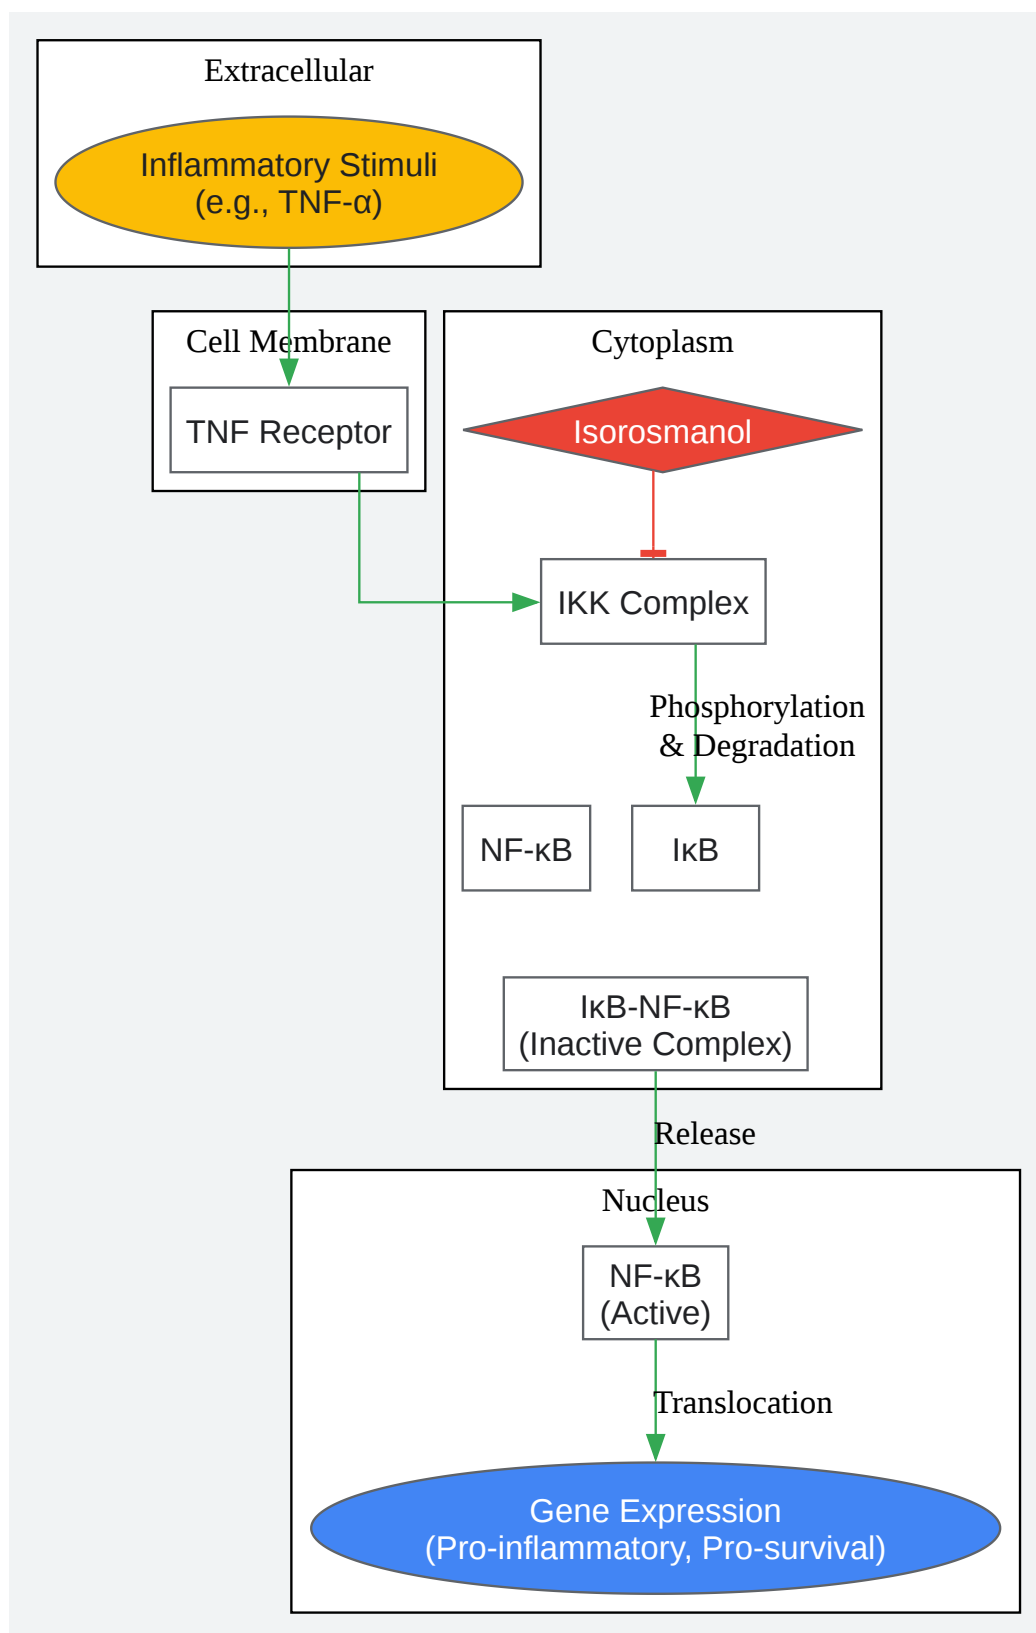 Extracellular
Inflammatory Stimuli
(e.g., TNF-α)
Cell Membrane
TNF Receptor
Cytoplasm
Isorosmanol
IKK Complex
Phosphorylation
& Degradation
NF-κB
IκB
IκB-NF-κB
(Inactive Complex)
Release
Nucleus
NF-κB
(Active)
Translocation
Gene Expression
(Pro-inflammatory, Pro-survival)